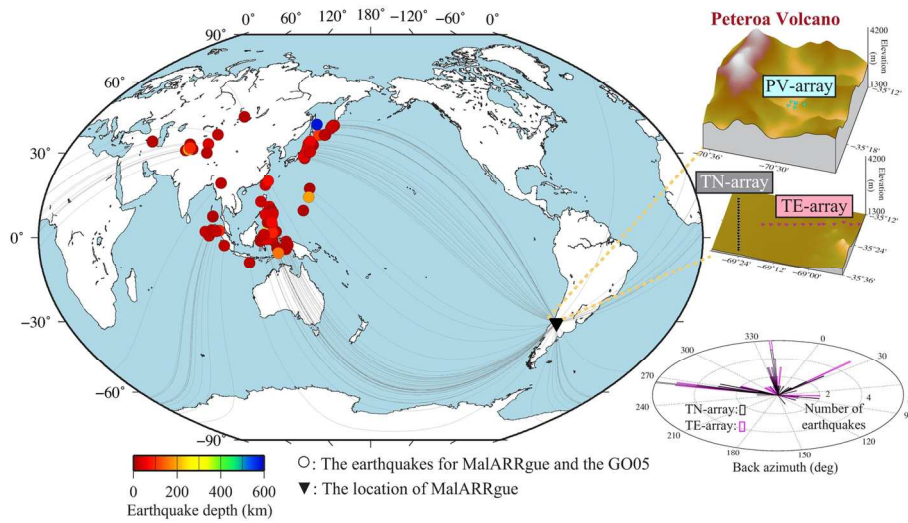 0° 60° 120° 180° 120° 60° 0°
90°
60°
30°
0°
−30°
−60°
−90°
0 200 400 600
Earthquake depth (km)
: The earthquakes for MalARRgue and the GO05
: The location of MalARRgue
Peteroa Volcano
4200
Elevation
(m)
1300
PV-array
−35°12'
−35°18'
−70°36'
−70°30'
4200
Elevation
(m)
1300
TN-array
TE-array
−35°12'
−35°24'
−35°36'
−69°24'
−69°12'
−69°00'
330
0
300
30
270
240
2
4
TN-array:
TE-array:
Number of
earthquakes
210
120
180
150
Back azimuth (deg)